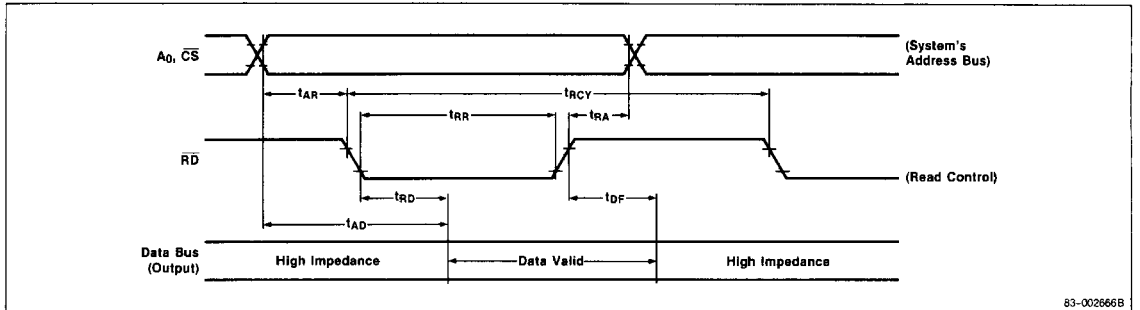 A0, CS
(System's
Address Bus)
tAR
tRCY
tRR
tRA
RD
(Read Control)
tRD
tDF
tAD
Data Bus
(Output)
High Impedance
Data Valid
High Impedance
83-002666B